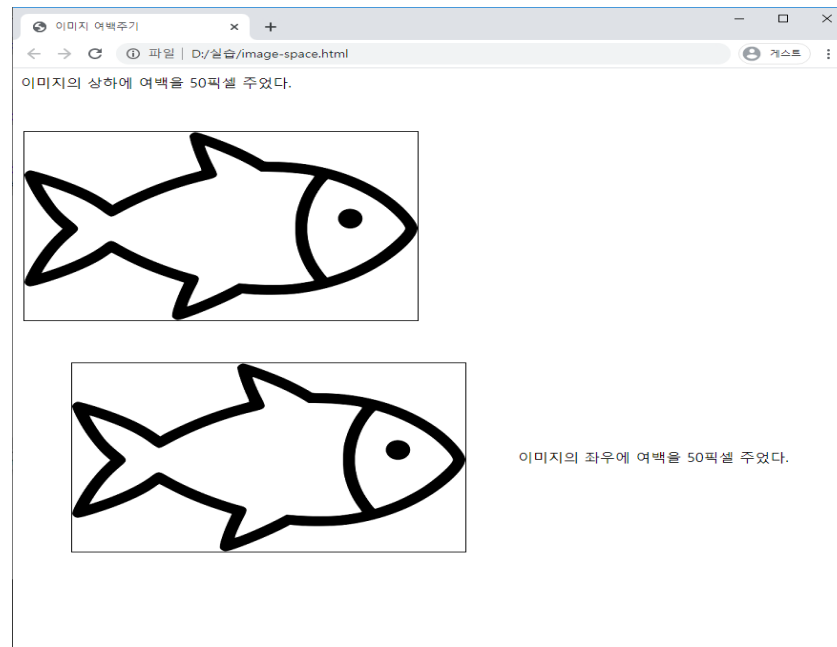 이미지 여백주기
파일 | D:/실습/image-space.html
게스트
이미지의 상하에 여백을 50픽셀 주었다.
이미지의 좌우에 여백을 50픽셀 주었다.